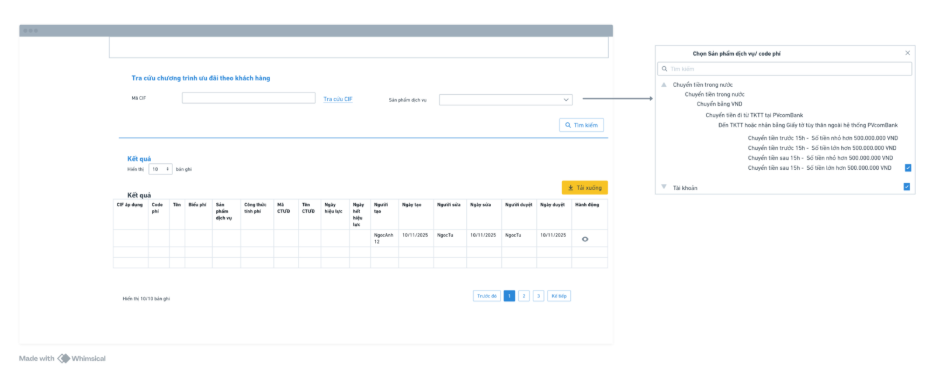 Tra cứu chương trình ưu đãi theo khách hàng
Mã CIF
Tra cứu CIF
Sản phẩm dịch vụ
Tìm kiếm
Kết quả
Hiển thị 10 bản ghi
Tải xuống
Kết quả
CIF áp dụng Code phí Tên Biểu phí Sản phẩm dịch vụ Công thức tính phí Mã CTƯĐ Tên CTƯĐ Ngày hiệu lực Ngày hết hiệu lực Người tạo Ngày tạo Người sửa Ngày sửa Người duyệt Ngày duyệt Hành động
NgocAnh12 10/11/2025 NgocTu 10/11/2025 NgocTu 10/11/2025
Hiển thị 10/10 bản ghi
Trước đó 1 2 3 Kế tiếp
Chọn Sản phẩm dịch vụ/ code phí
Tìm kiếm
Chuyển tiền trong nước
Chuyển tiền trong nước
Chuyển bằng VND
Chuyển tiền đi từ TKTT tại PVcomBank
Đến TKTT hoặc nhận bằng Giấy tờ tùy thân ngoài hệ thống PVcomBank
Chuyển tiền trước 15h - Số tiền nhỏ hơn 500.000.000 VND
Chuyển tiền trước 15h - Số tiền lớn hơn 500.000.000 VND
Chuyển tiền sau 15h - Số tiền nhỏ hơn 500.000.000 VND
Chuyển tiền sau 15h - Số tiền lớn hơn 500.000.000 VND
Tài khoản
Made with Whimsical